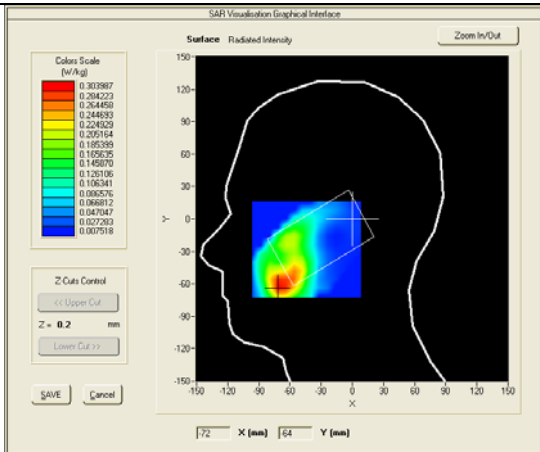 SAR Visualisation Graphical Interface
Surface Radiated Intensity
Zoom In/Out
Colors Scale
(W/kg)
0.303987
0.284223
0.264458
0.244693
0.224929
0.205164
0.185399
0.165635
0.145870
0.126106
0.106341
0.086576
0.066812
0.047047
0.027283
0.007518
150
120
90
60
30
0
-30
-60
-90
-120
-150
Y
-150 -120 -90 -60 -30 0 30 60 90 120 150
X
Z-Cuts Control
<< Upper Cut
Z = 0.2 mm
Lower Cut >>
SAVE Cancel
-72 X (mm) -64 Y (mm)